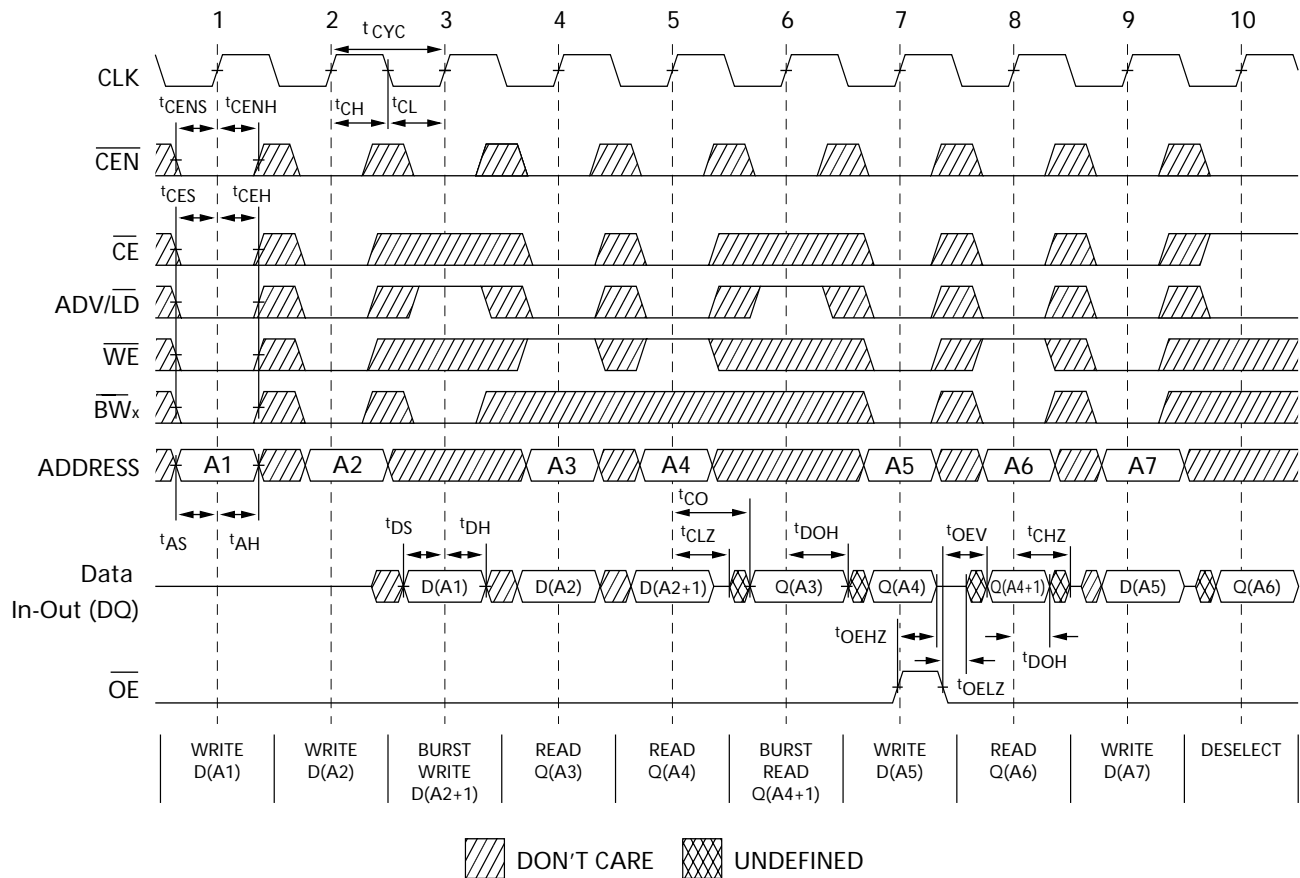 1 2 3 4 5 6 7 8 9 10
tCYC
CLK
tCENS tCENH tCH tCL
CEN
tCES tCEH
CE
ADV/LD
WE
BWx
ADDRESS A1 A2 A3 A4 A5 A6 A7
tCO
tAS tAH tDS tDH tCLZ tDOH tOEV tCHZ
Data
In-Out (DQ)
D(A1) D(A2) D(A2+1) Q(A3) Q(A4) Q(A4+1) D(A5) Q(A6)
tOEHZ tDOH
tOELZ
OE
WRITE
D(A1)
WRITE
D(A2)
BURST
WRITE
D(A2+1)
READ
Q(A3)
READ
Q(A4)
BURST
READ
Q(A4+1)
WRITE
D(A5)
READ
Q(A6)
WRITE
D(A7)
DESELECT
DON'T CARE UNDEFINED